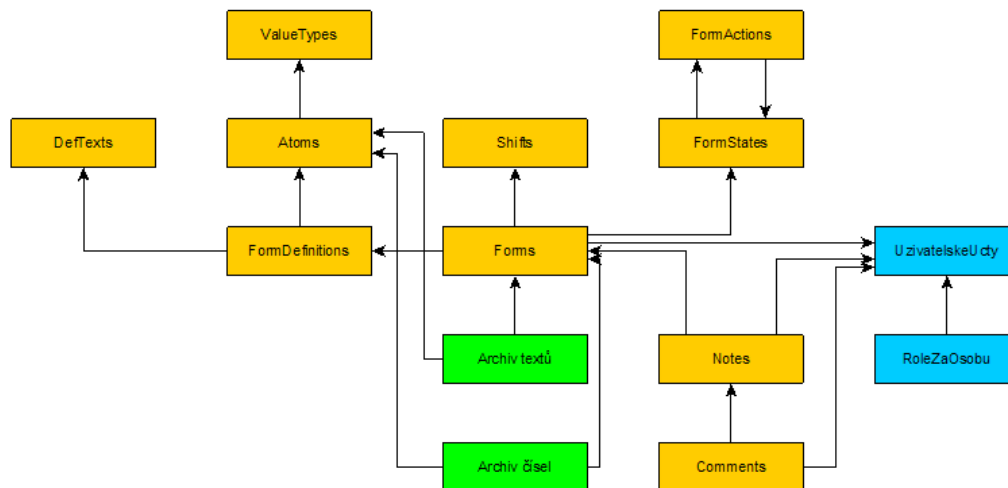 ValueTypes
FormActions
DefTexts
Atoms
Shifts
FormStates
FormDefinitions
Forms
UzivatelskeUcty
Archiv textů
Notes
RoleZaOsobu
Archiv čísel
Comments